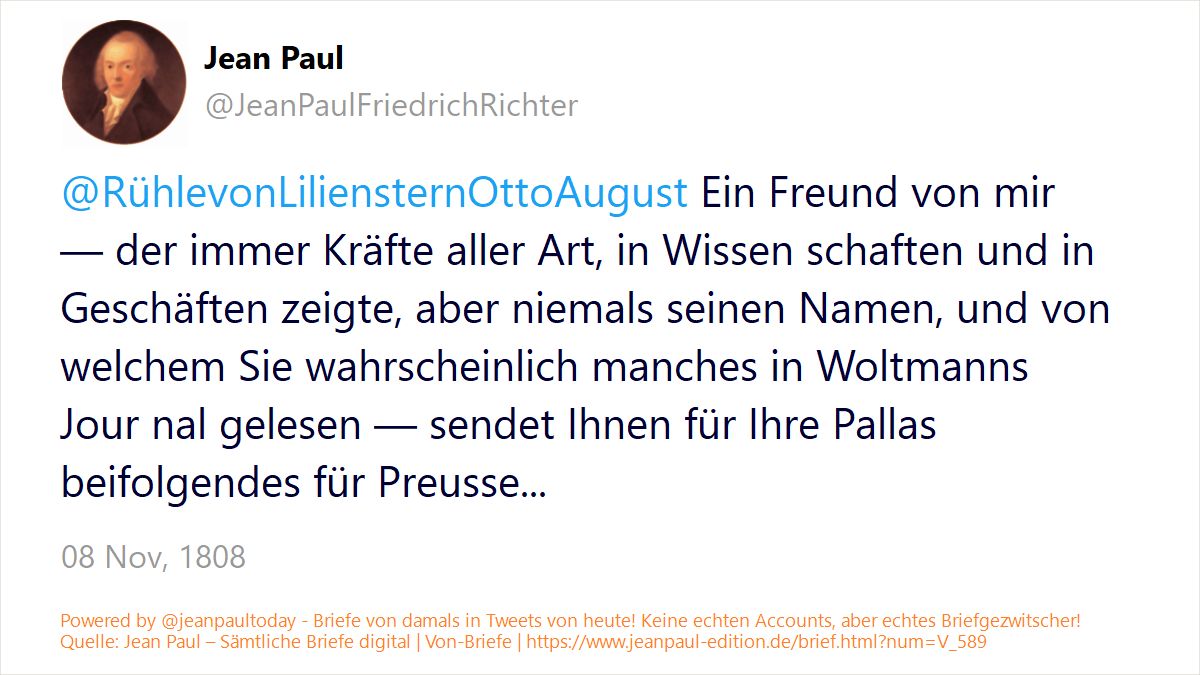 Jean Paul
@JeanPaulFriedrichRichter
@RühlevonLiliensternOttoAugust Ein Freund von mir
— der immer Kräfte aller Art, in Wissen schaften und in
Geschäften zeigte, aber niemals seinen Namen, und von
welchem Sie wahrscheinlich manches in Woltmanns
Jour nal gelesen — sendet Ihnen für Ihre Pallas
beifolgendes für Preusse...
08 Nov, 1808
Powered by @jeanpaultoday - Briefe von damals in Tweets von heute! Keine echten Accounts, aber echtes Briefgezwitscher!
Quelle: Jean Paul – Sämtliche Briefe digital | Von-Briefe | https://www.jeanpaul-edition.de/brief.html?num=V_589